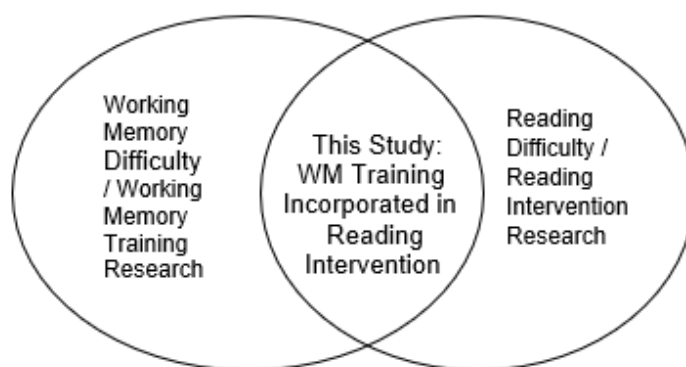 Working
Memory
Difficulty
/ Working
Memory
Training
Research
This Study:
WM Training
Incorporated in
Reading
Intervention
Reading
Difficulty /
Reading
Intervention
Research